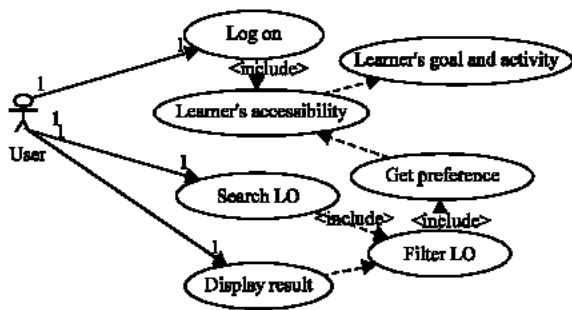 1
Log on
<include>
Learner's goal and activity
1
Learner's accessibility
1
1
User
1
Get preference
Search LO
<include>
<include>
1
Filter LO
Display result